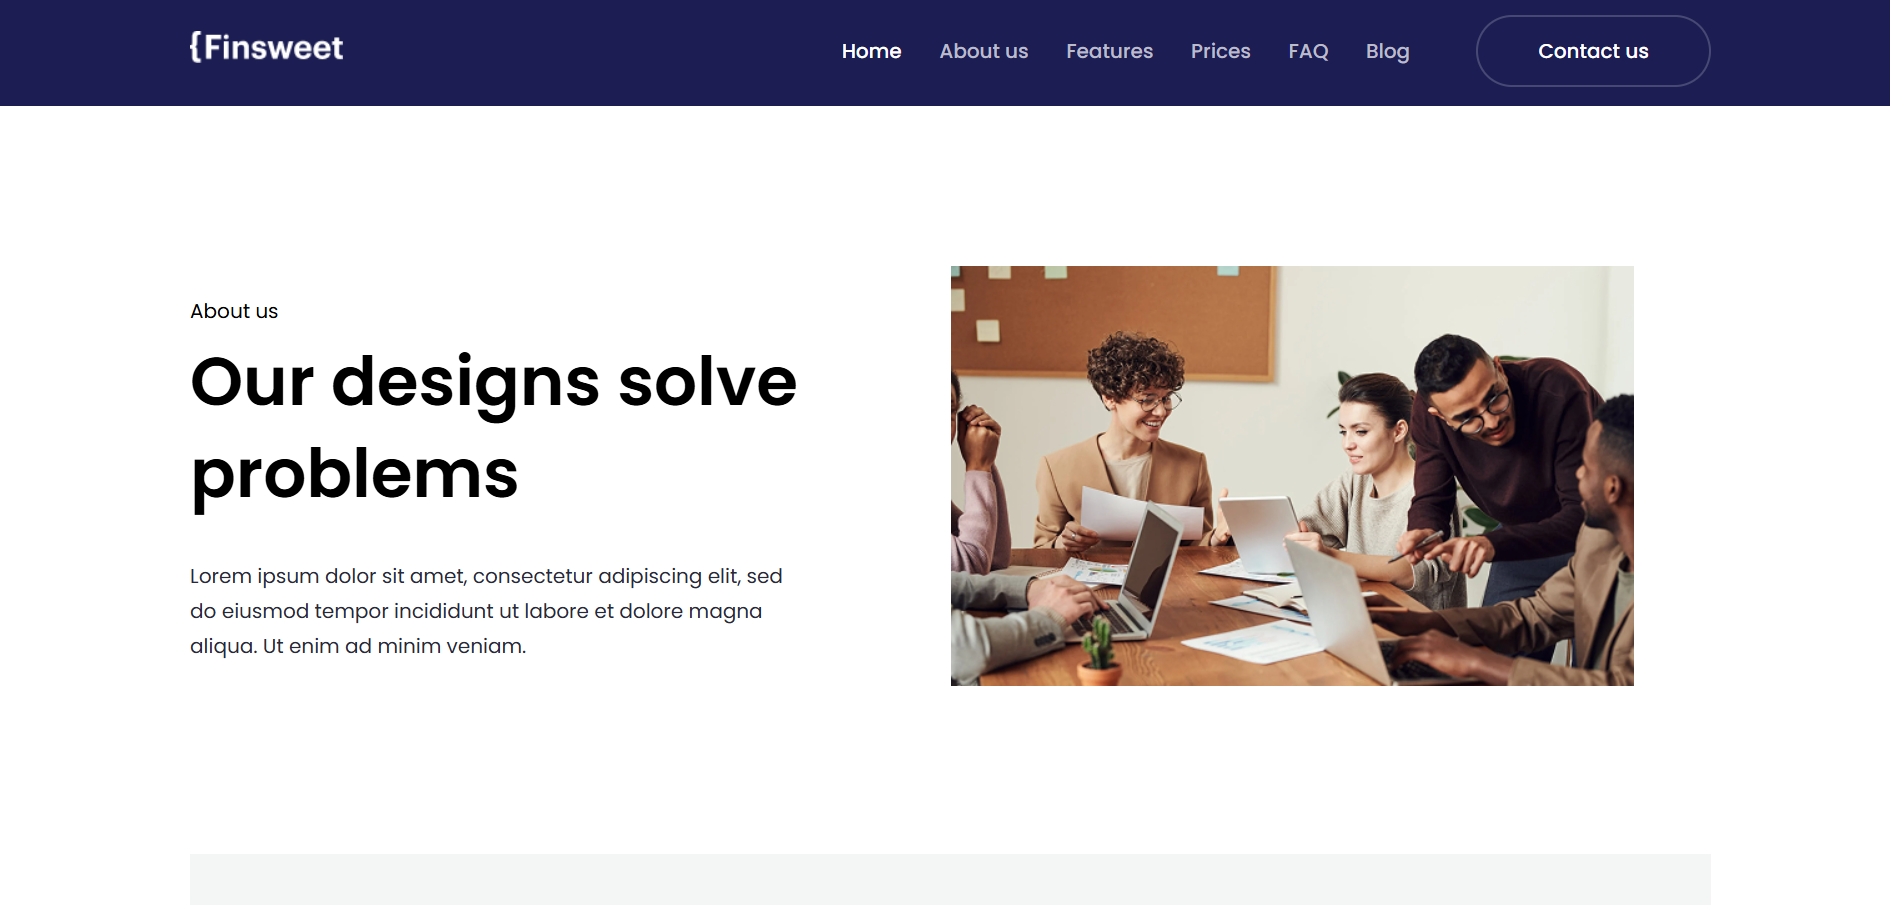 {Finsweet
Home About us Features Prices FAQ Blog Contact us
About us
Our designs solve
problems
Lorem ipsum dolor sit amet, consectetur adipiscing elit, sed
do eiusmod tempor incididunt ut labore et dolore magna
aliqua. Ut enim ad minim veniam.